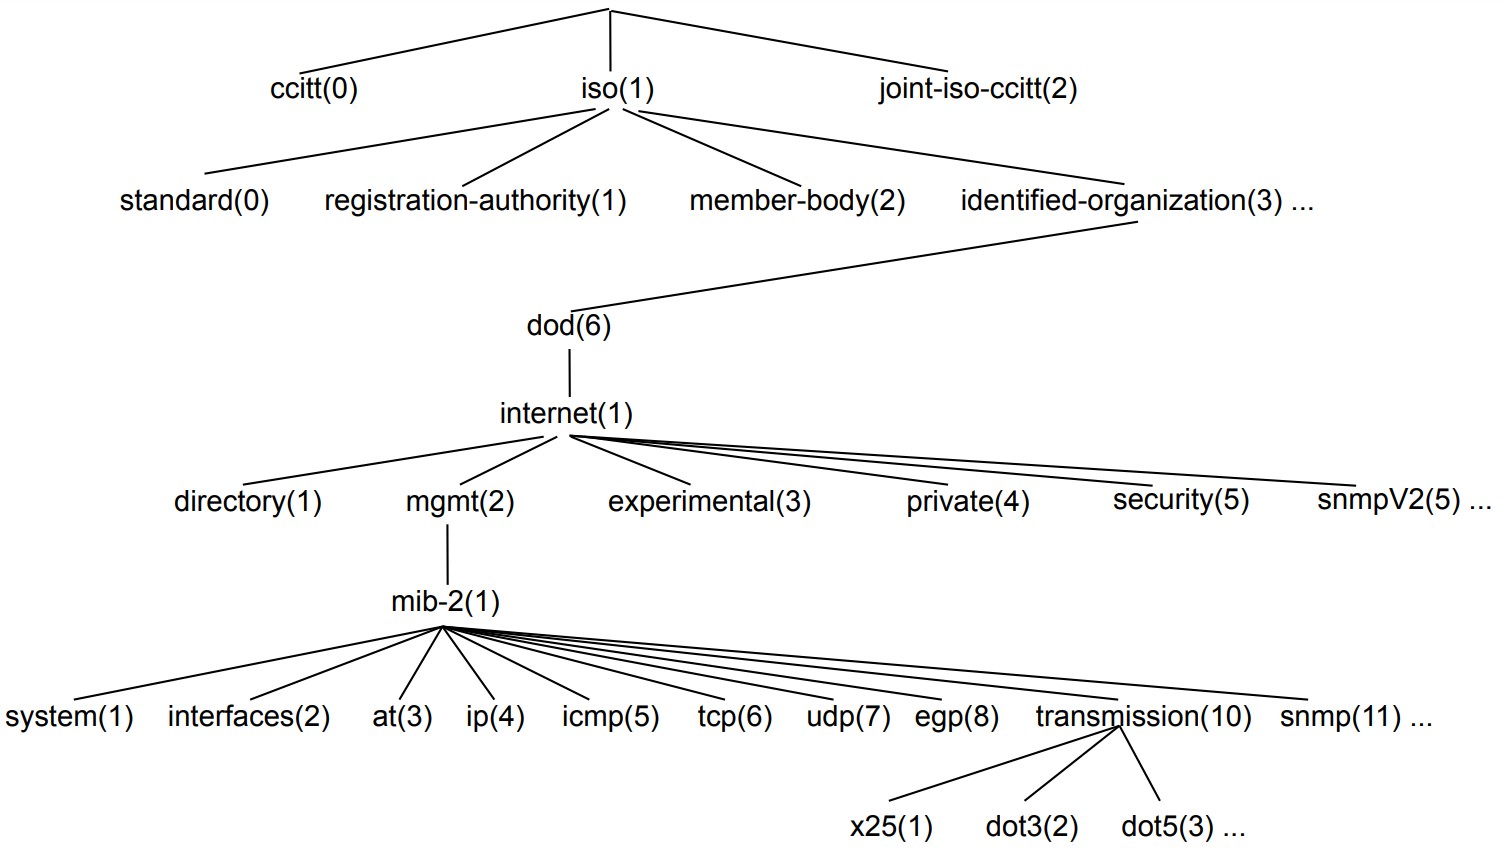 ccitt(0) iso(1) joint-iso-ccitt(2)
standard(0) registration-authority(1) member-body(2) identified-organization(3) ...
dod(6)
internet(1)
directory(1) mgmt(2) experimental(3) private(4) security(5) snmpV2(5) ...
mib-2(1)
system(1) interfaces(2) at(3) ip(4) icmp(5) tcp(6) udp(7) egp(8) transmission(10) snmp(11) ...
x25(1) dot3(2) dot5(3) ...